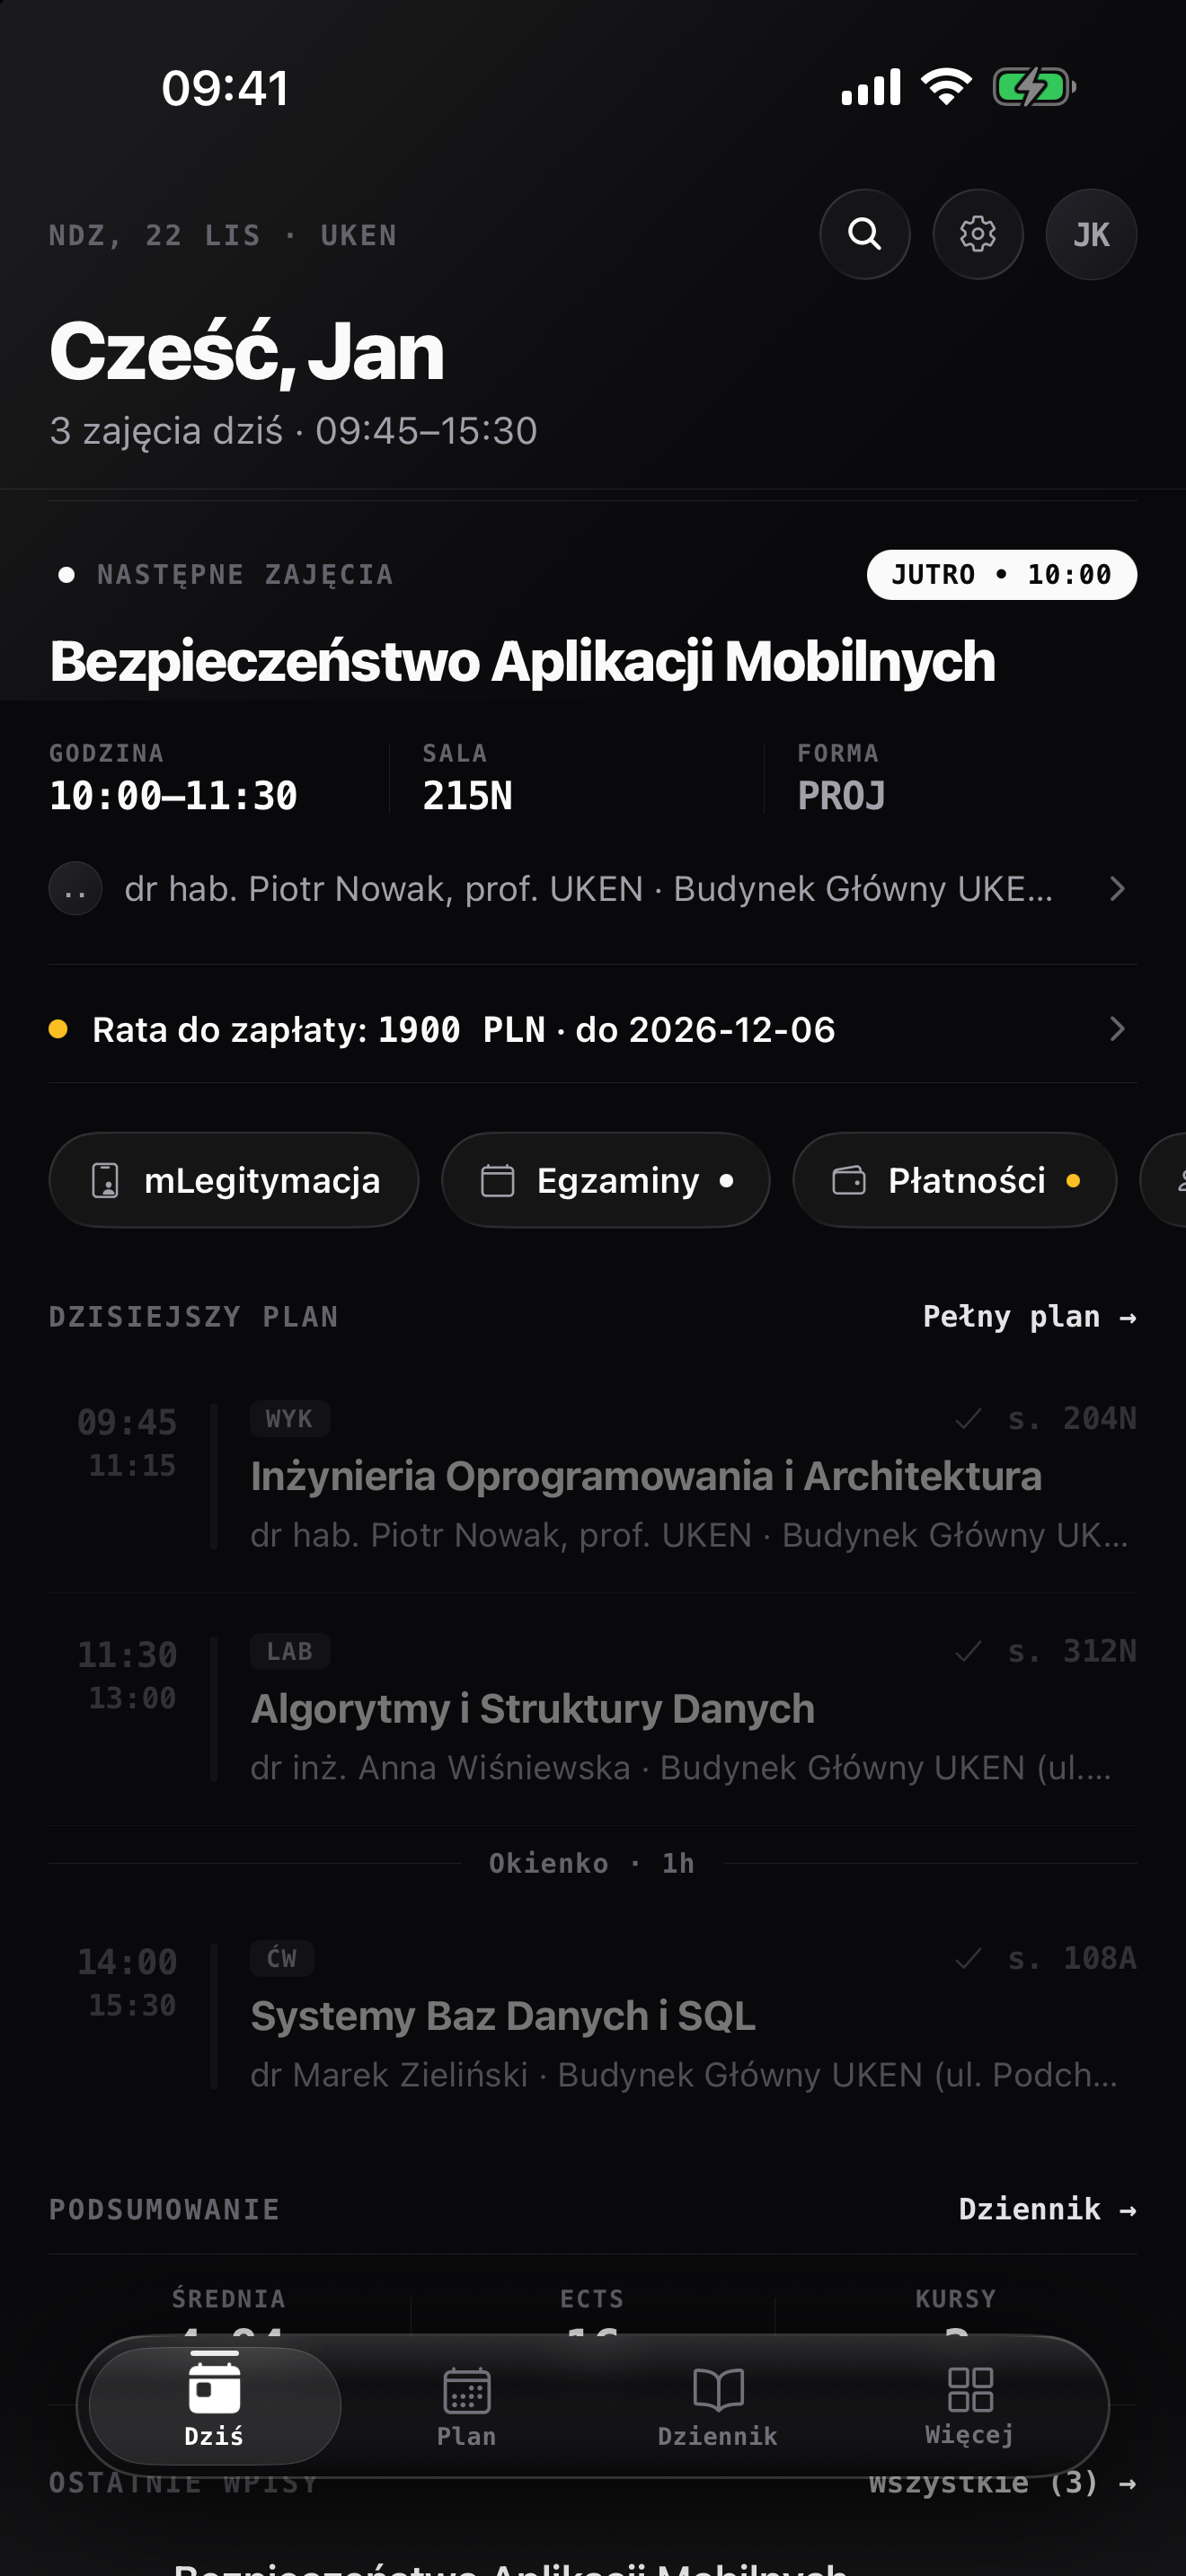 09:41
NDZ, 22 LIS · UKEN
JK
Cześć, Jan
3 zajęcia dziś · 09:45–15:30
NASTĘPNE ZAJĘCIA
JUTRO • 10:00
Bezpieczeństwo Aplikacji Mobilnych
GODZINA SALA FORMA
10:00–11:30 215N PROJ
.. dr hab. Piotr Nowak, prof. UKEN · Budynek Główny UKE...
Rata do zapłaty: 1900 PLN · do 2026-12-06
mLegitymacja Egzaminy Płatności
DZISIEJSZY PLAN Pełny plan →
09:45 WYK s. 204N
11:15
Inżynieria Oprogramowania i Architektura
dr hab. Piotr Nowak, prof. UKEN · Budynek Główny UK...
11:30 LAB s. 312N
13:00
Algorytmy i Struktury Danych
dr inż. Anna Wiśniewska · Budynek Główny UKEN (ul....
Okienko · 1h
14:00 ĆW s. 108A
15:30
Systemy Baz Danych i SQL
dr Marek Zieliński · Budynek Główny UKEN (ul. Podch...
PODSUMOWANIE Dziennik →
ŚREDNIA ECTS KURSY
Dziś Plan Dziennik Więcej
OSTATNIE WPISY Wszystkie (3) →
Bezpieczeństwo Aplikacji Mobilnych